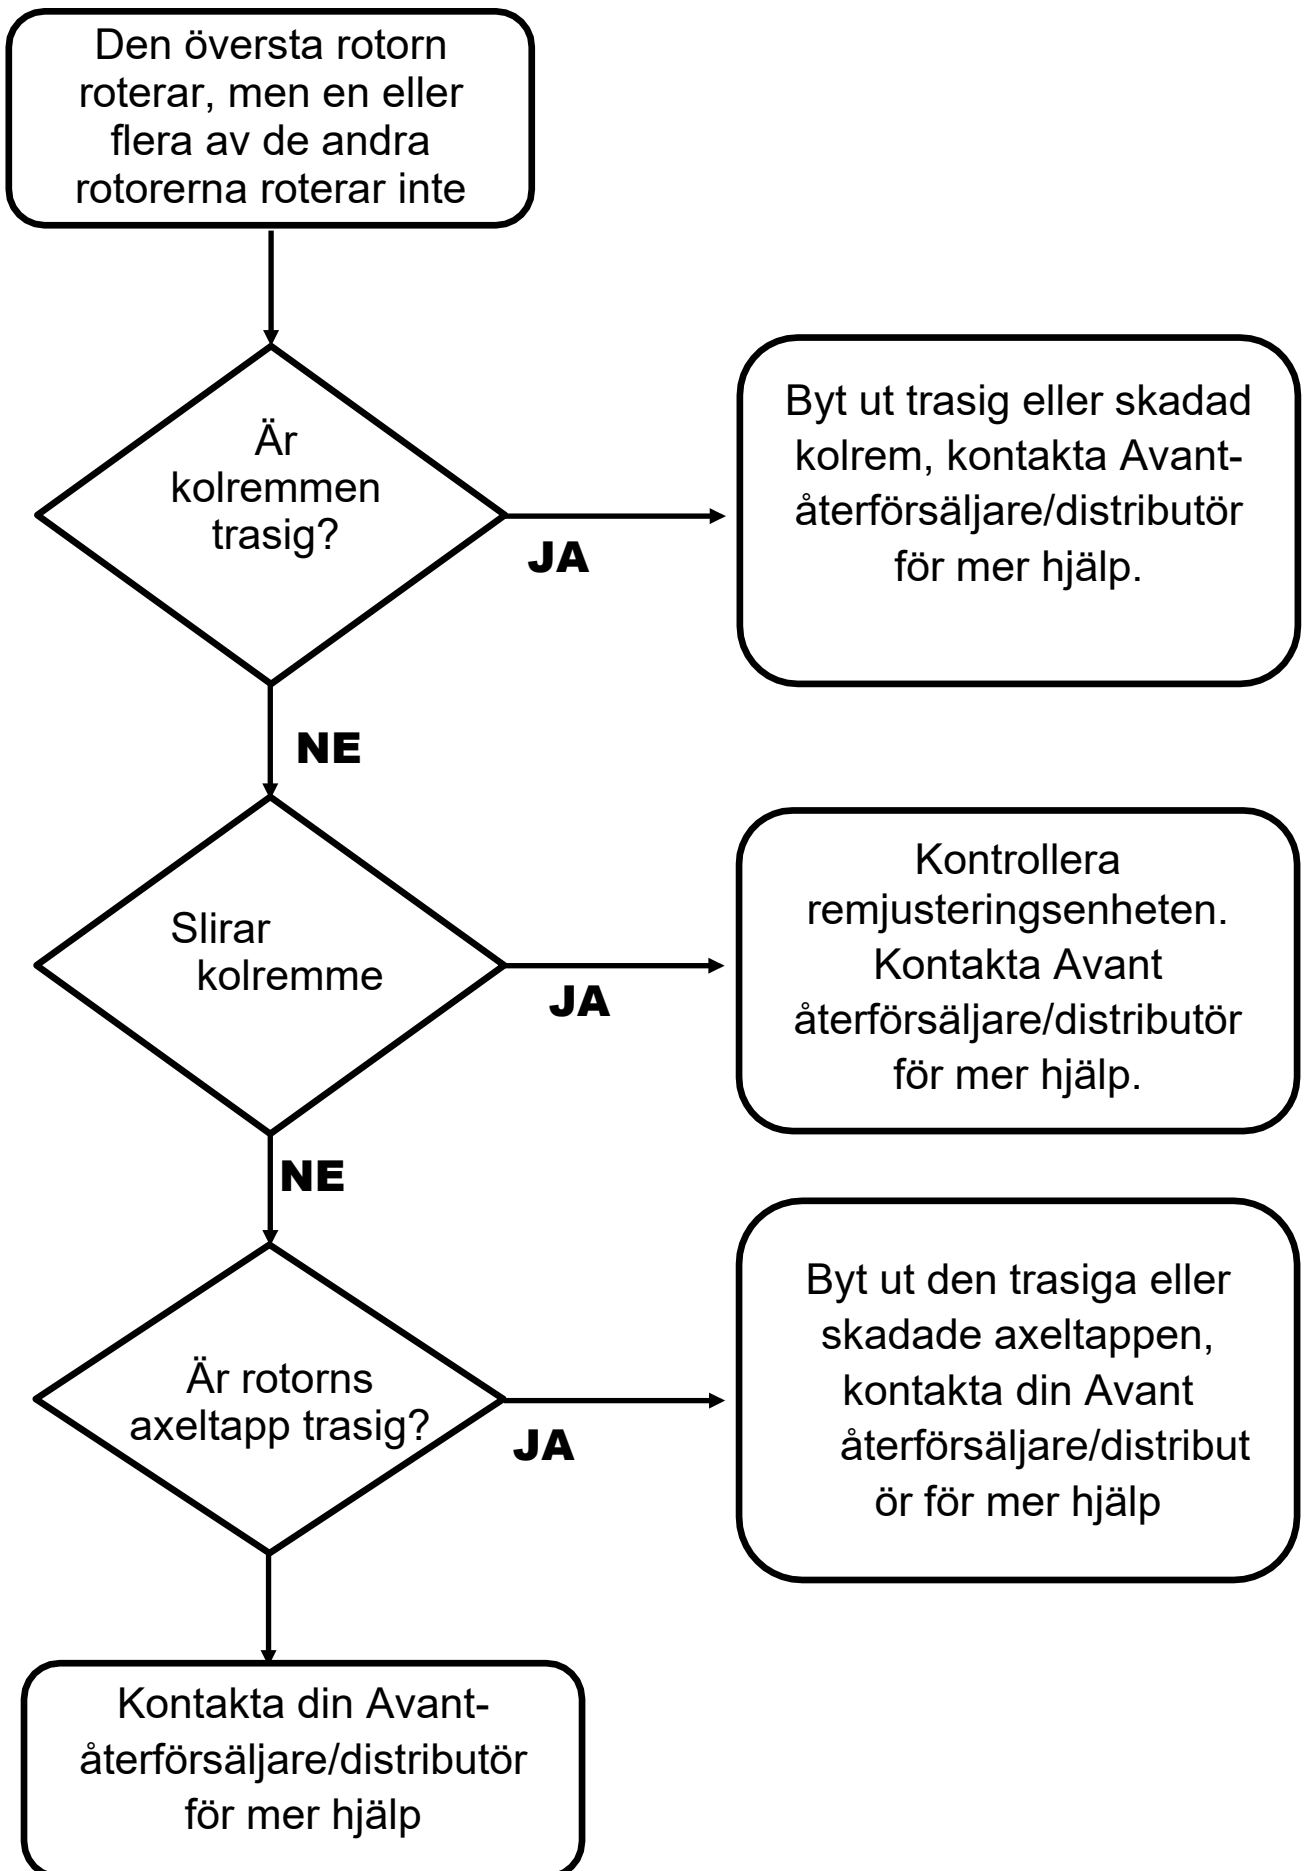 Den översta rotorn
roterar, men en eller
flera av de andra
rotorerna roterar inte
Är
kolremmen
trasig?
JA
Byt ut trasig eller skadad
kolrem, kontakta Avant-
återförsäljare/distributör
för mer hjälp.
NE
Slirar
kolremme
JA
Kontrollera
remjusteringsenheten.
Kontakta Avant
återförsäljare/distributör
för mer hjälp.
NE
Är rotorns
axeltapp trasig?
JA
Byt ut den trasiga eller
skadade axeltappen,
kontakta din Avant
återförsäljare/distribut
ör för mer hjälp
Kontakta din Avant-
återförsäljare/distributör
för mer hjälp